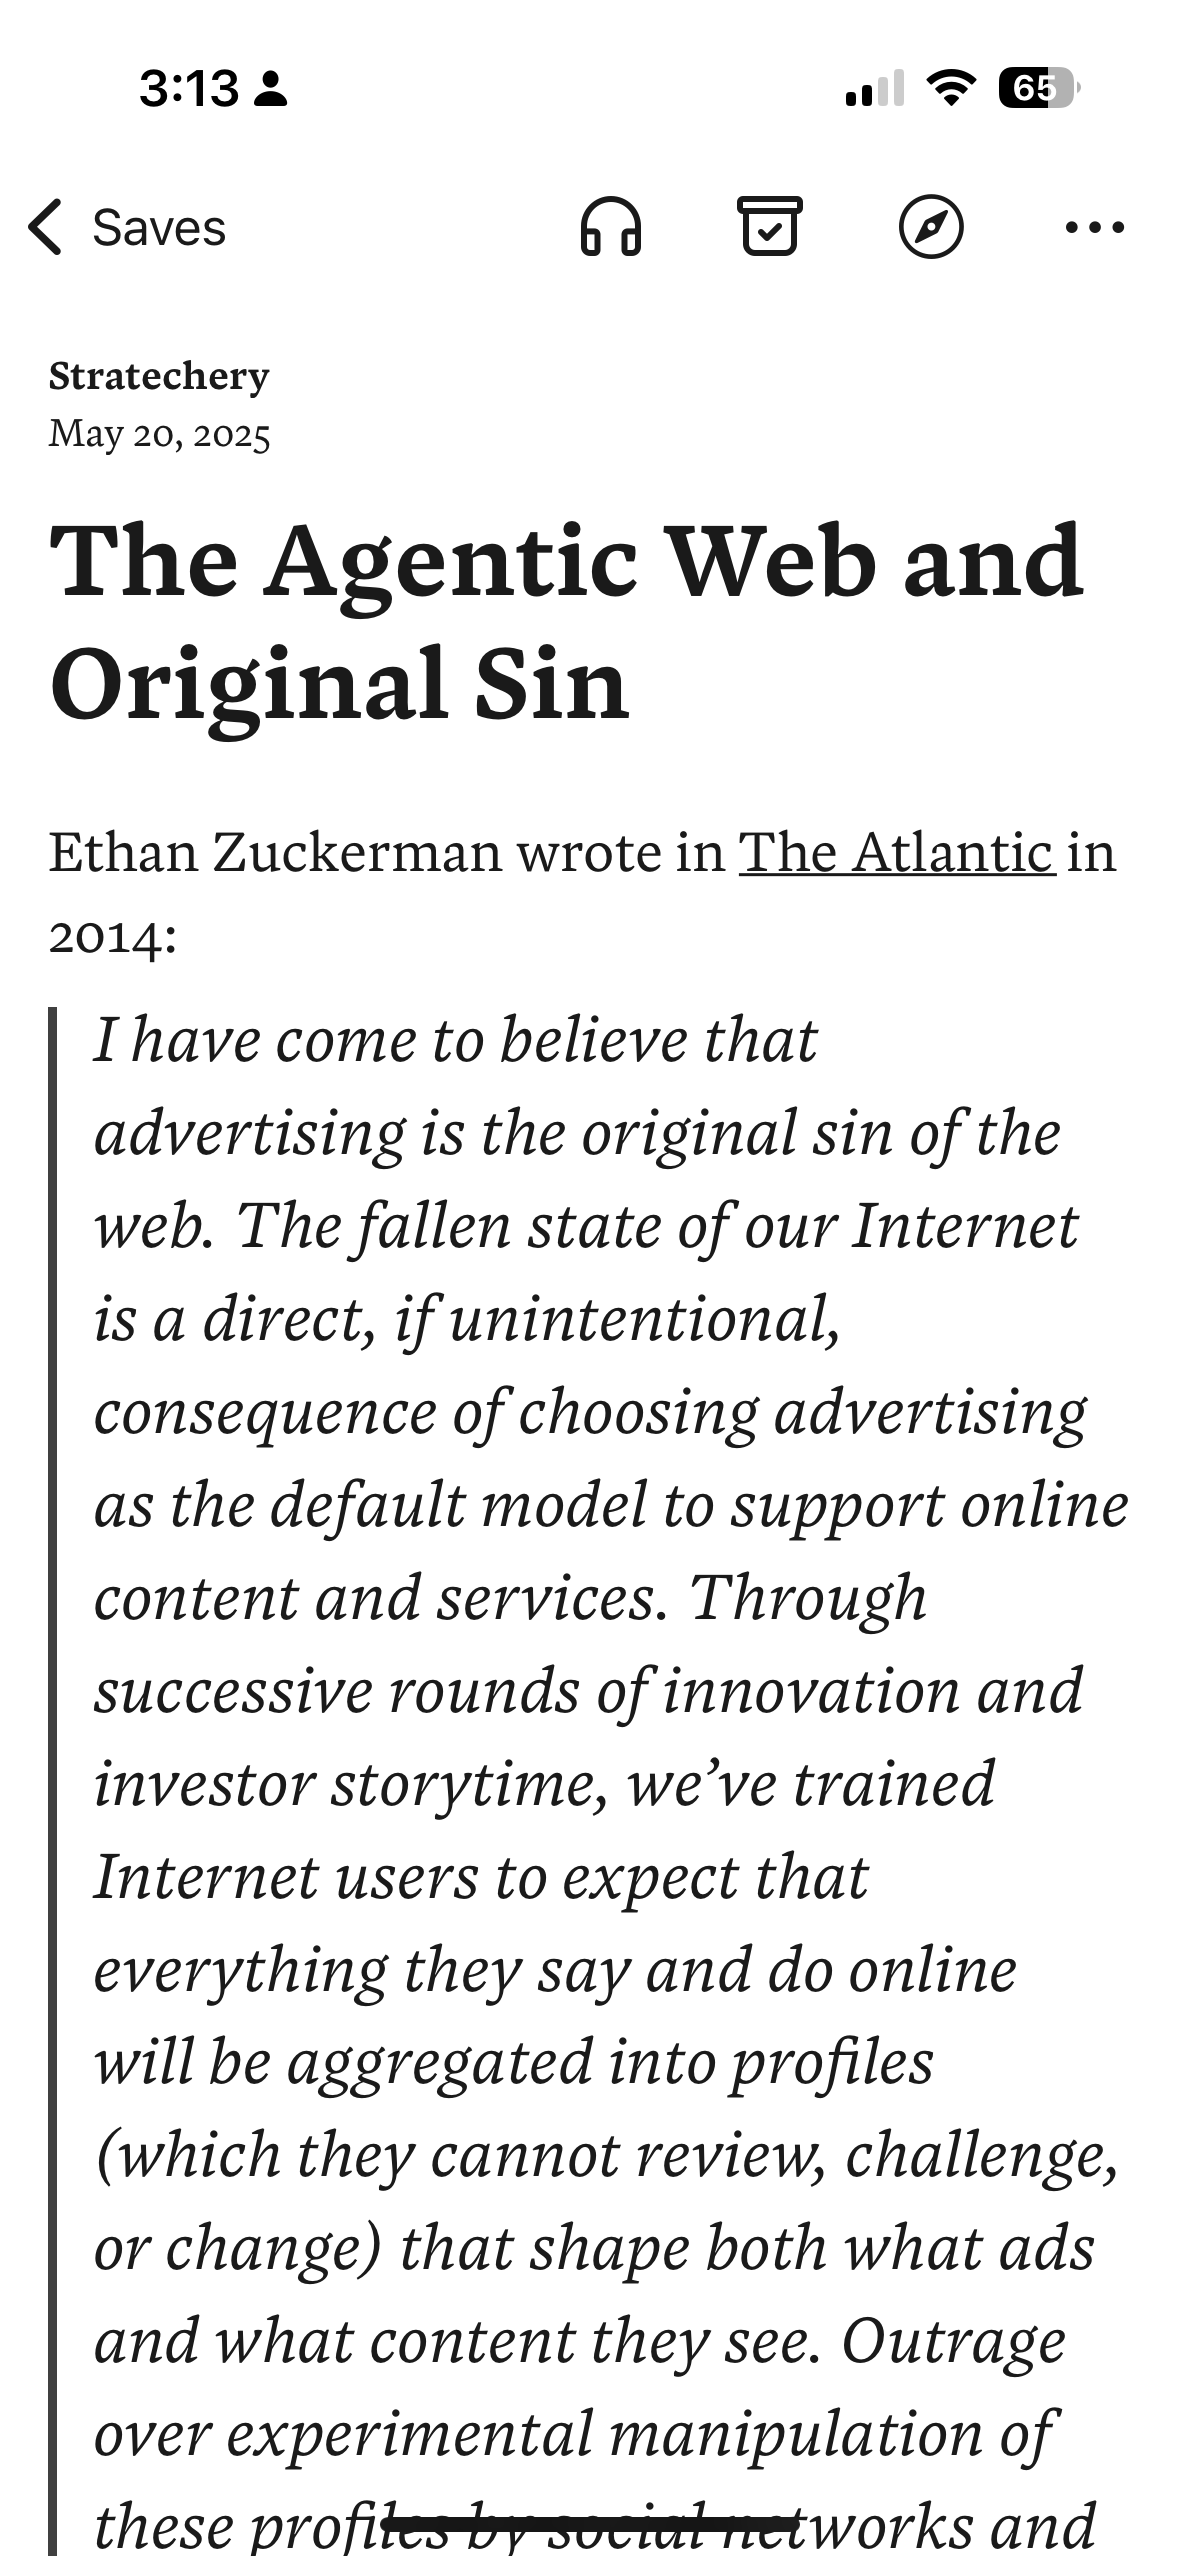 3:13
65
Saves
Stratechery
May 20, 2025
The Agentic Web and
Original Sin
Ethan Zuckerman wrote in The Atlantic in
2014:
I have come to believe that
advertising is the original sin of the
web. The fallen state of our Internet
is a direct, if unintentional,
consequence of choosing advertising
as the default model to support online
content and services. Through
successive rounds of innovation and
investor storytime, we’ve trained
Internet users to expect that
everything they say and do online
will be aggregated into profiles
(which they cannot review, challenge,
or change) that shape both what ads
and what content they see. Outrage
over experimental manipulation of
these profiles by social networks and